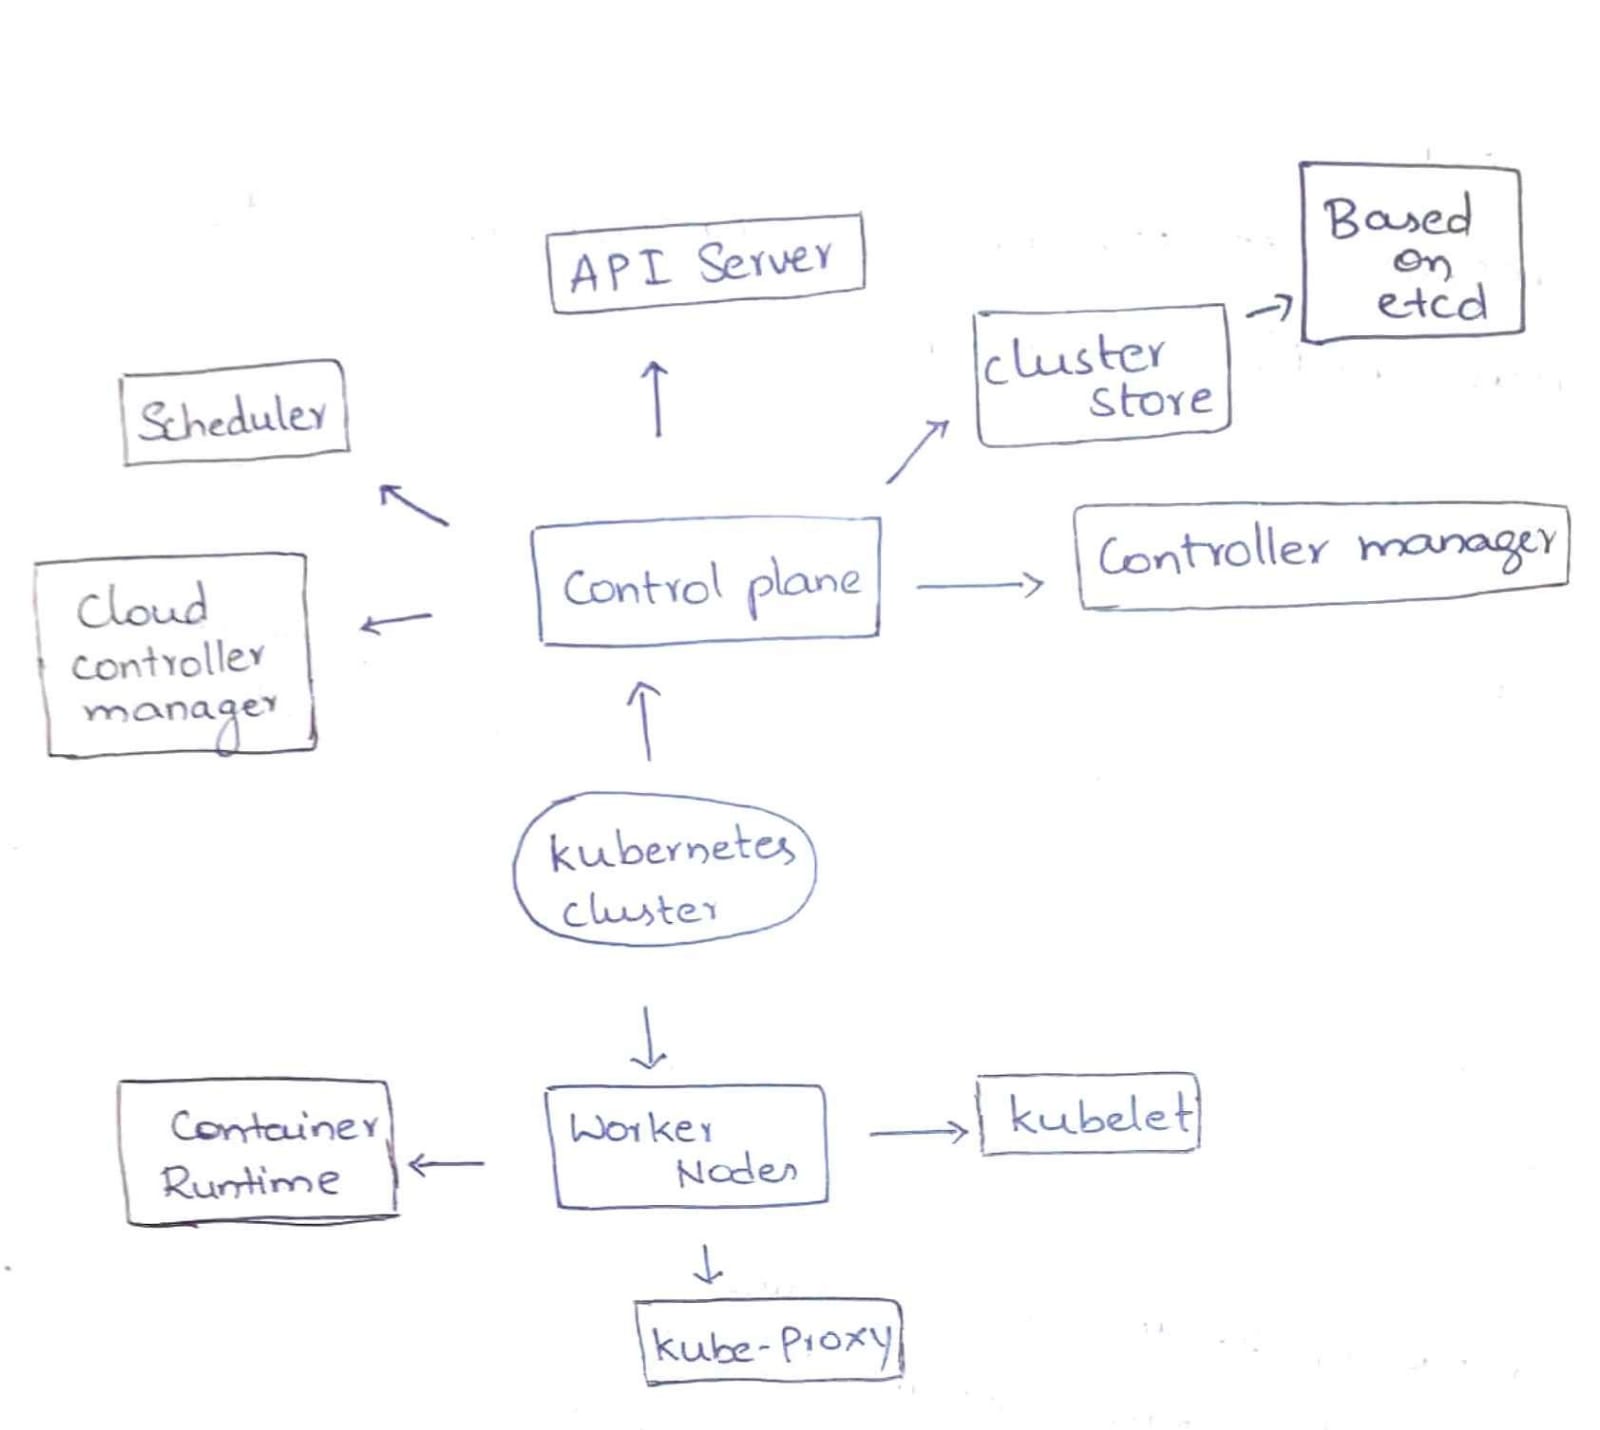 Based
on
etcd
API Server
cluster
store
Scheduler
Controller manager
Control plane
Cloud
controller
manager
kubernetes
cluster
Container
Runtime
Worker
Nodes
kubelet
kube-Proxy